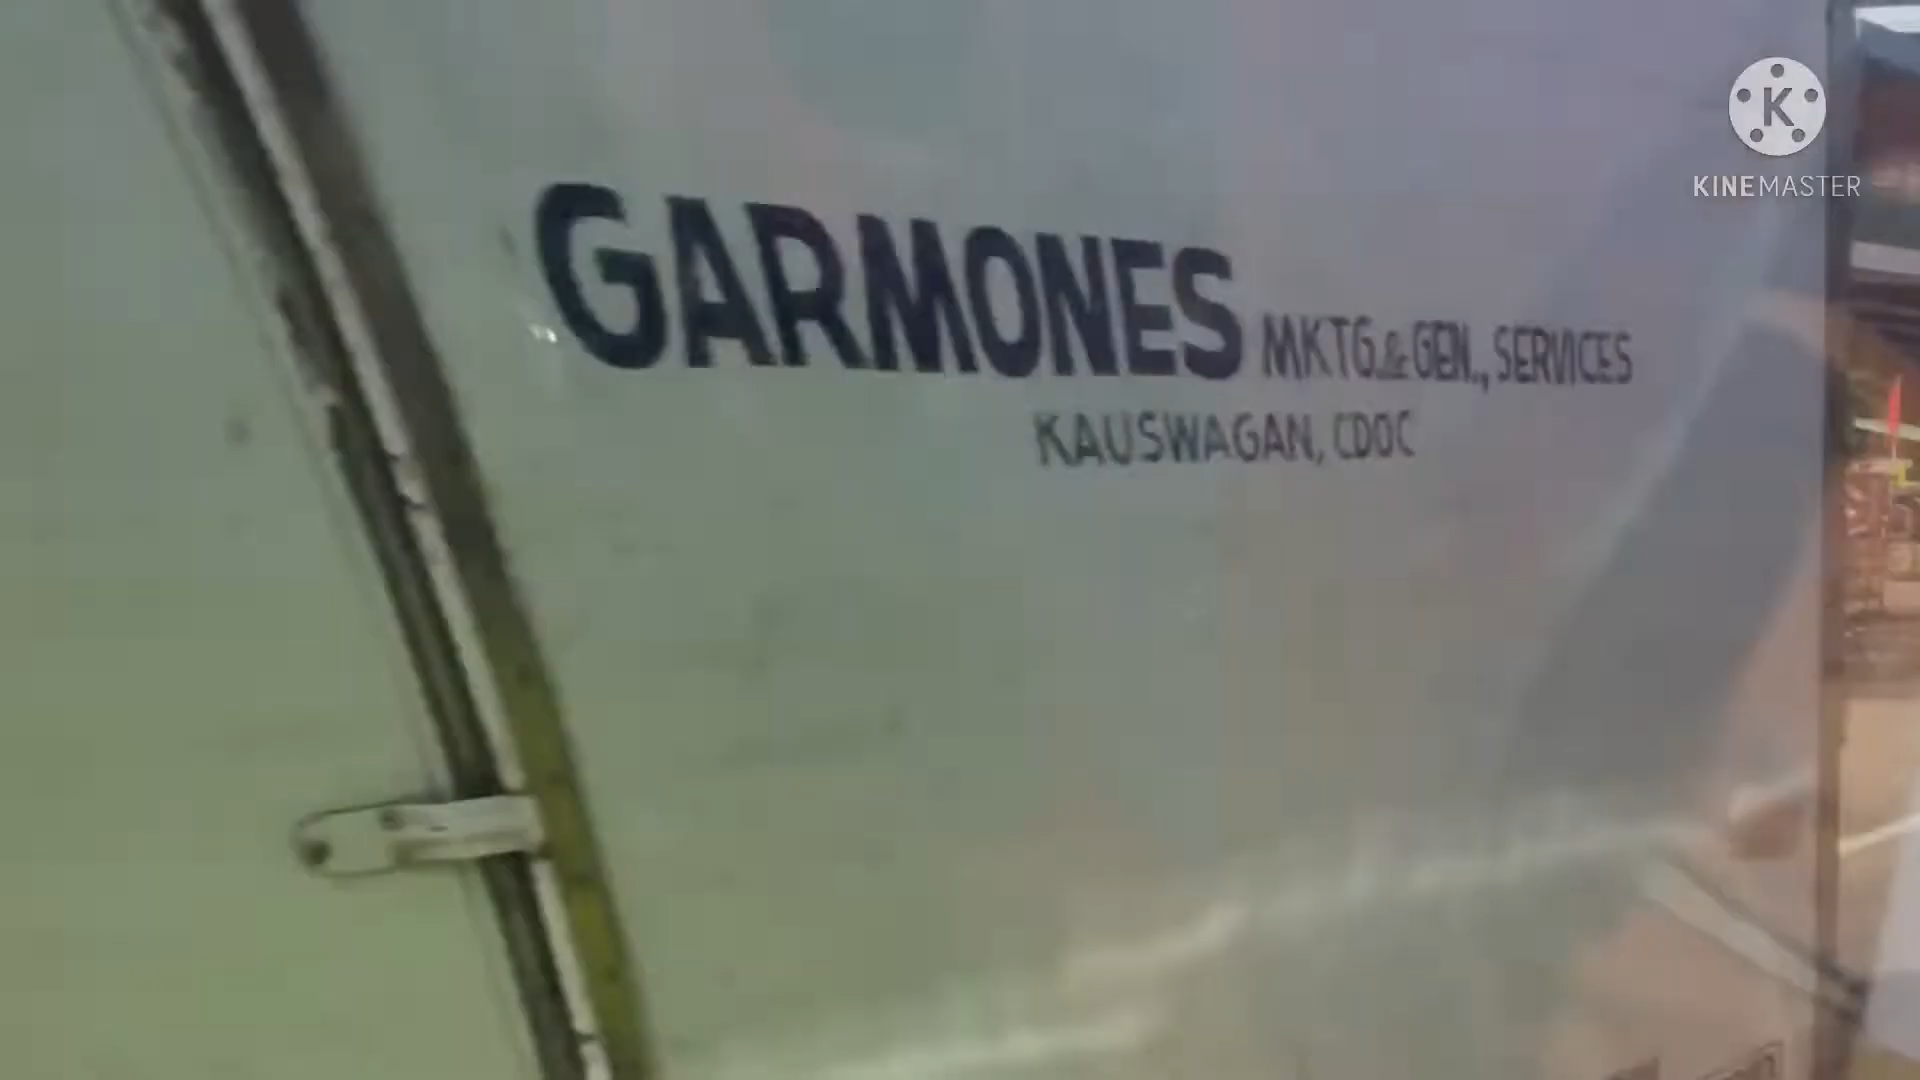 K
KINEMASTER
GARMONES MKTG.& GEN., SERVICES
KAUSWAGAN, CDOC